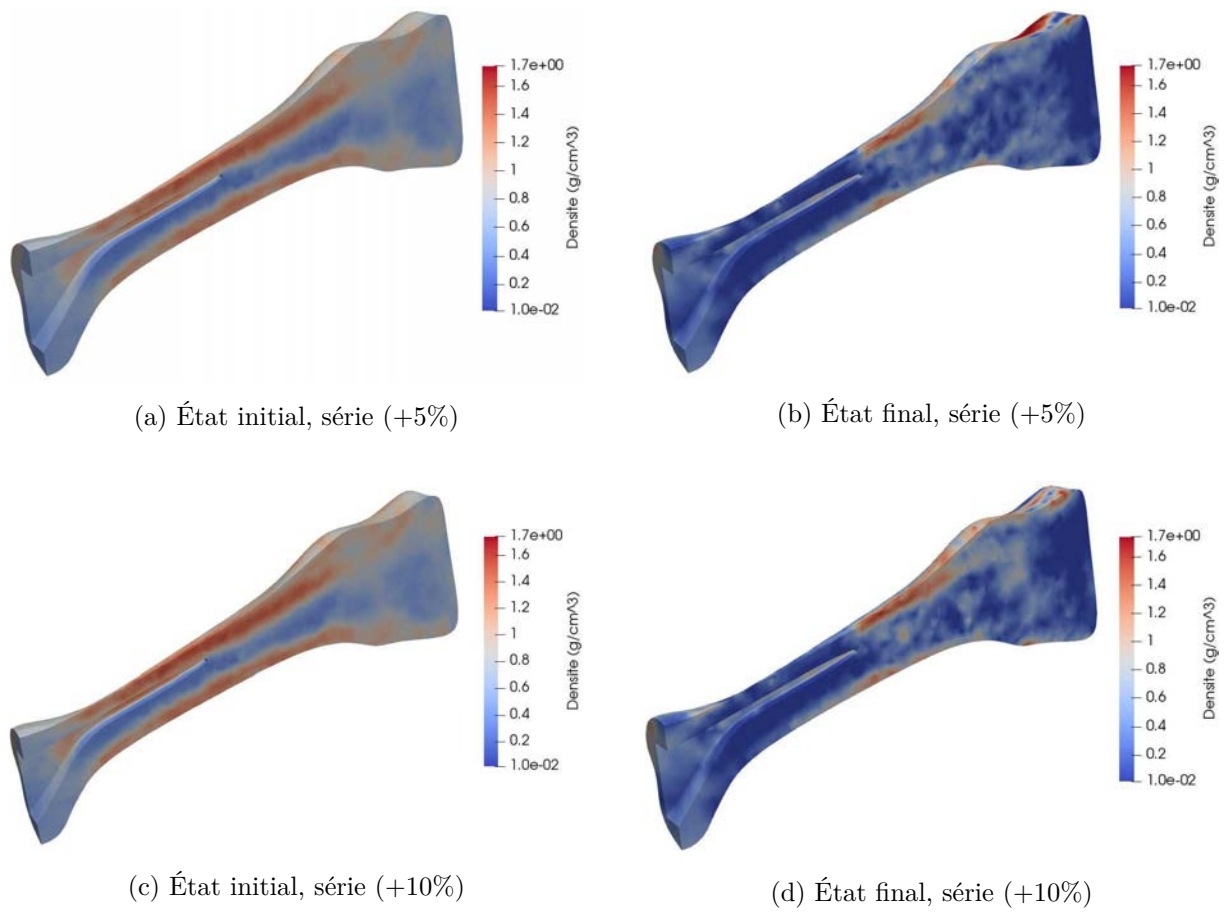 1.7e+00
1.6
1.4
1.2
1
0.8
0.6
0.4
0.2
1.0e-02
Densite (g/cm^3)
(a) État initial, série (+5%)
1.7e+00
1.6
1.4
1.2
1
0.8
0.6
0.4
0.2
1.0e-02
Densite (g/cm^3)
(b) État final, série (+5%)
1.7e+00
1.6
1.4
1.2
1
0.8
0.6
0.4
0.2
1.0e-02
Densite (g/cm^3)
(c) État initial, série (+10%)
1.7e+00
1.6
1.4
1.2
1
0.8
0.6
0.4
0.2
1.0e-02
Densite (g/cm^3)
(d) État final, série (+10%)